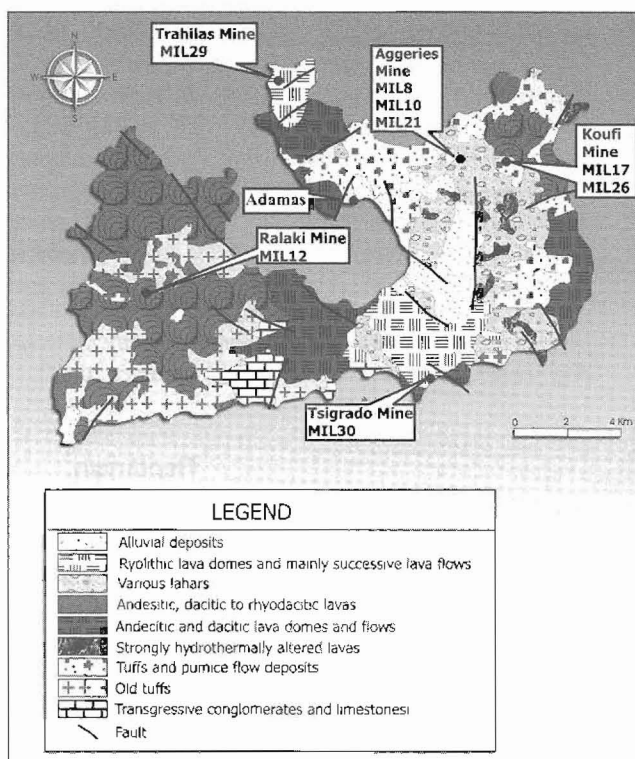 N
W
E
S
Trahilas Mine
MIL29
Aggeries
Mine
MIL8
MIL10
MIL21
Koufi
Mine
MIL17
MIL26
Adamas
Ralaki Mine
MIL12
Tsigrado Mine
MIL30
0 2 4 Km
LEGEND
Alluvial deposits
Ryolithic lava domes and mainly successive lava flows
Various lahars
Andesitic, dacitic to rhyodacitic lavas
Andecitic and dacitic lava domes and flows
Strongly hydrothermally altered lavas
Tuffs and pumice flow deposits
Old tuffs
Transgressive conglomerates and limestonesi
Fault